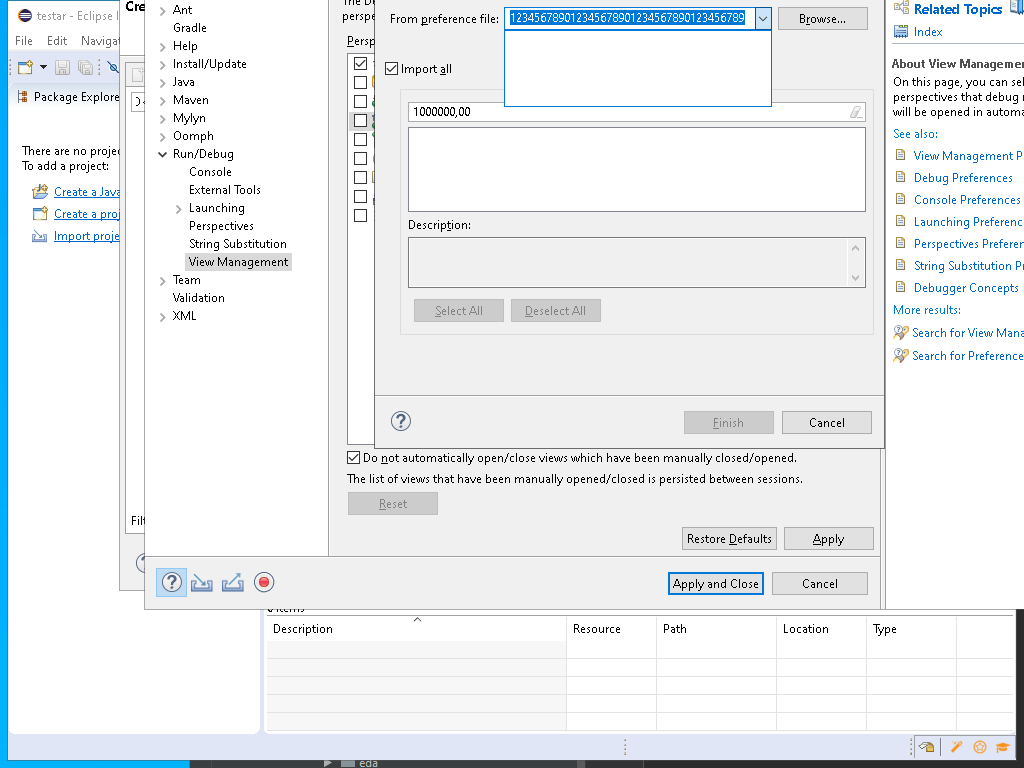 testar - Eclipse I
File Edit Navigat
Package Explore
There are no projec
To add a project:
Create a Java
Create a proj
Import proje
Cre
Filt
Ant
Gradle
Help
Install/Update
Java
Maven
Mylyn
Oomph
Run/Debug
Console
External Tools
Launching
Perspectives
String Substitution
View Management
Team
Validation
XML
The De
perspe
Persp
From preference file: 123456789012345678901234567890123456789 Browse...
Import all
1000000,00
Description:
Select All Deselect All
Finish Cancel
Do not automatically open/close views which have been manually closed/opened.
The list of views that have been manually opened/closed is persisted between sessions.
Reset
Restore Defaults Apply
Apply and Close Cancel
Related Topics
Index
About View Managemen
On this page, you can sel
perspectives that debug
will be opened in automa
See also:
View Management P
Debug Preferences
Console Preferences
Launching Preferenc
Perspectives Preferen
String Substitution Pr
Debugger Concepts
More results:
Search for View Mana
Search for Preference
Description Resource Path Location Type
eda